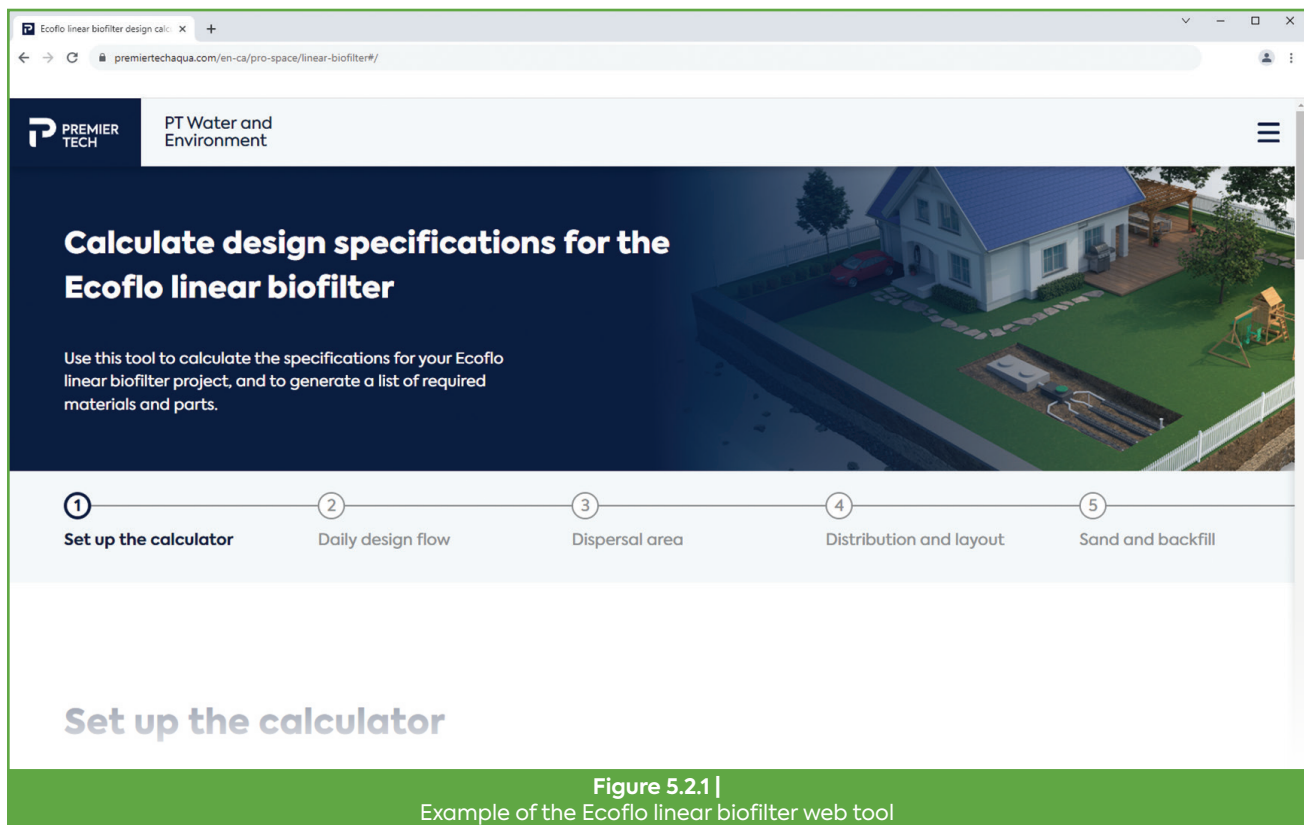 Ecoflo linear biofilter design calc
premiertechaqua.com/en-ca/pro-space/linear-biofilter#/
PREMIER
TECH
PT Water and
Environment
Calculate design specifications for the
Ecoflo linear biofilter
Use this tool to calculate the specifications for your Ecoflo
linear biofilter project, and to generate a list of required
materials and parts.
1
2
3
4
5
Set up the calculator
Daily design flow
Dispersal area
Distribution and layout
Sand and backfill
Set up the calculator
Figure 5.2.1 |
Example of the Ecoflo linear biofilter web tool